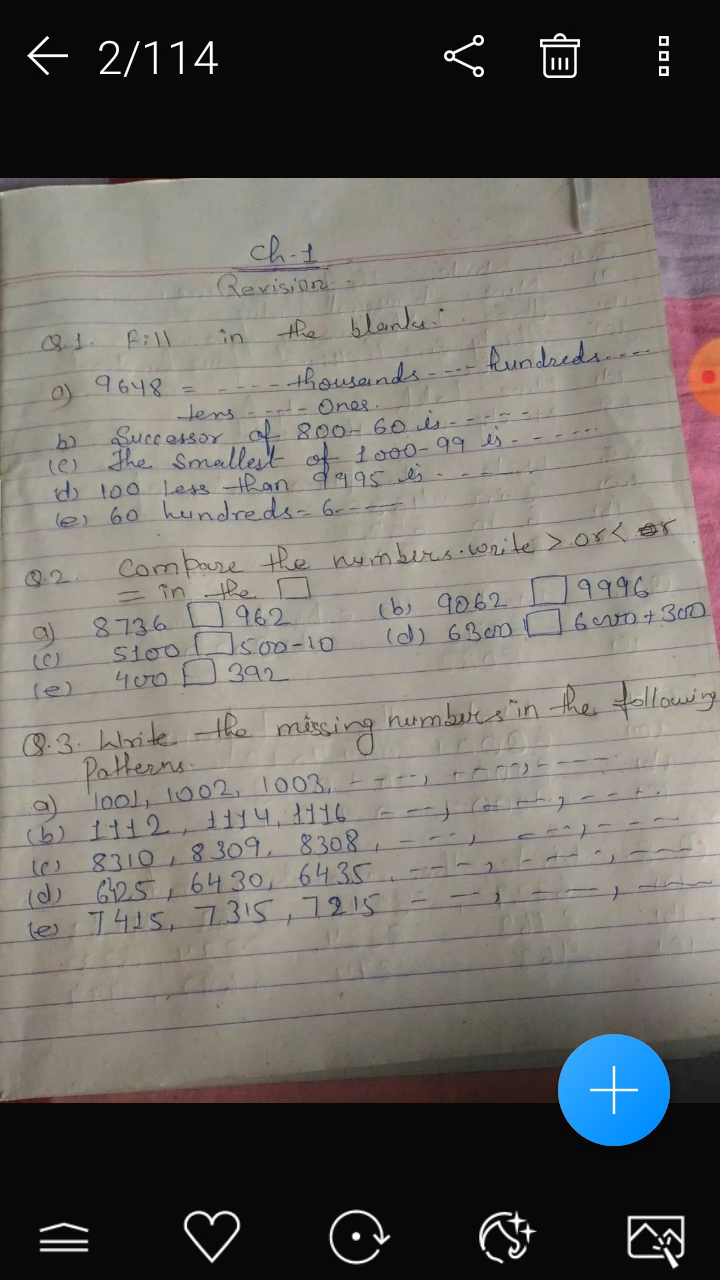 2/114
Ch-1
Revision :-
Q.1. Fill in the blanks:-
a) 9648 = ---- thousands ---- hundreds ----
tens ---- Ones.
b) Successor of 800-60 is ------
(c) The smallest of 1000-99 is ------
d) 100 less than 9995 is ------
(e) 60 hundreds = 6-----
Q.2. Compare the numbers. write > or < or
= in the □
a) 8736 □ 962 (b) 9062 □ 9996
(c) 5100 □ 500-10 (d) 6300 □ 6000+300
(e) 400 □ 392
Q.3. Write the missing numbers in the following
Patterns.
a) 1001, 1002, 1003, ----, ----, ----
(b) 1112, 1114, 1116 ---, ---, ----
(c) 8310, 8309, 8308, ---, ---, ----
(d) 6425, 6430, 6435, ----, ----, ----
(e) 7415, 7315, 7215 ---, ---, ----